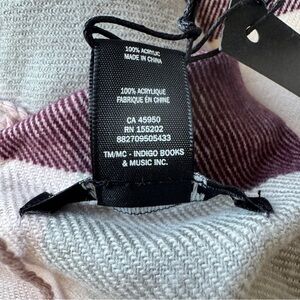 100% ACRYLIC
MADE IN CHINA
100% ACRYLIQUE
FABRIQUÉ EN CHINE
CA 45950
RN 155202
882709505433
TM/MC - INDIGO BOOKS
& MUSIC INC.